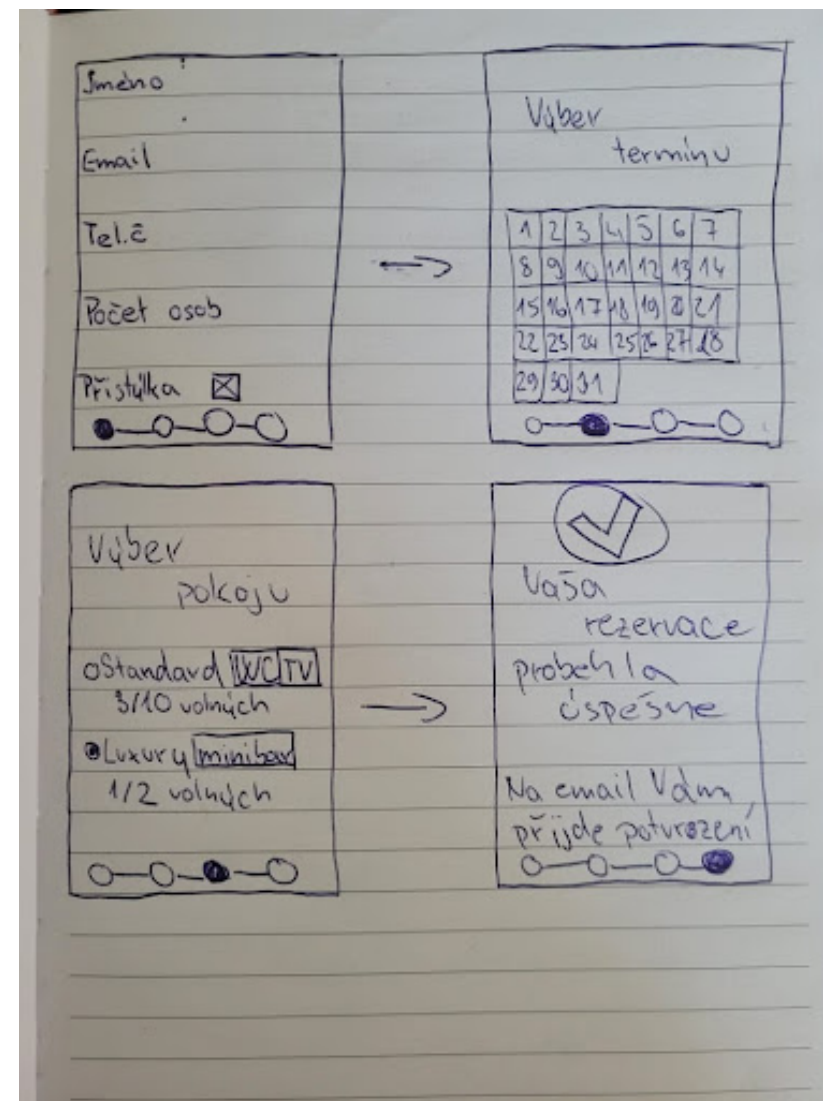 Jméno
Email
Tel.č
Počet osob
Přistýlka
Výber
termínu
1 2 3 4 5 6 7
8 9 10 11 12 13 14
15 16 17 18 19 20 21
22 23 24 25 26 27 28
29 30 31
Výber
pokoju
Standard WC TV
3/10 volných
Luxury minibar
1/2 volných
Vaša
rezervace
probehla
úspěšne
Na email Vám
příjde potvrození